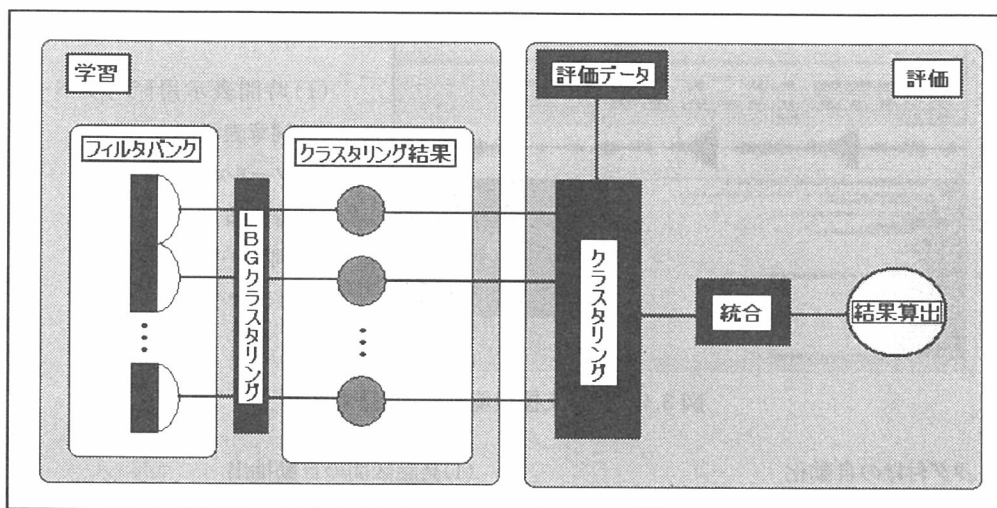 学習
フィルタバンク
LBGクラスタリング
クラスタリング結果
評価データ
評価
クラスタリング
統合
結果算出